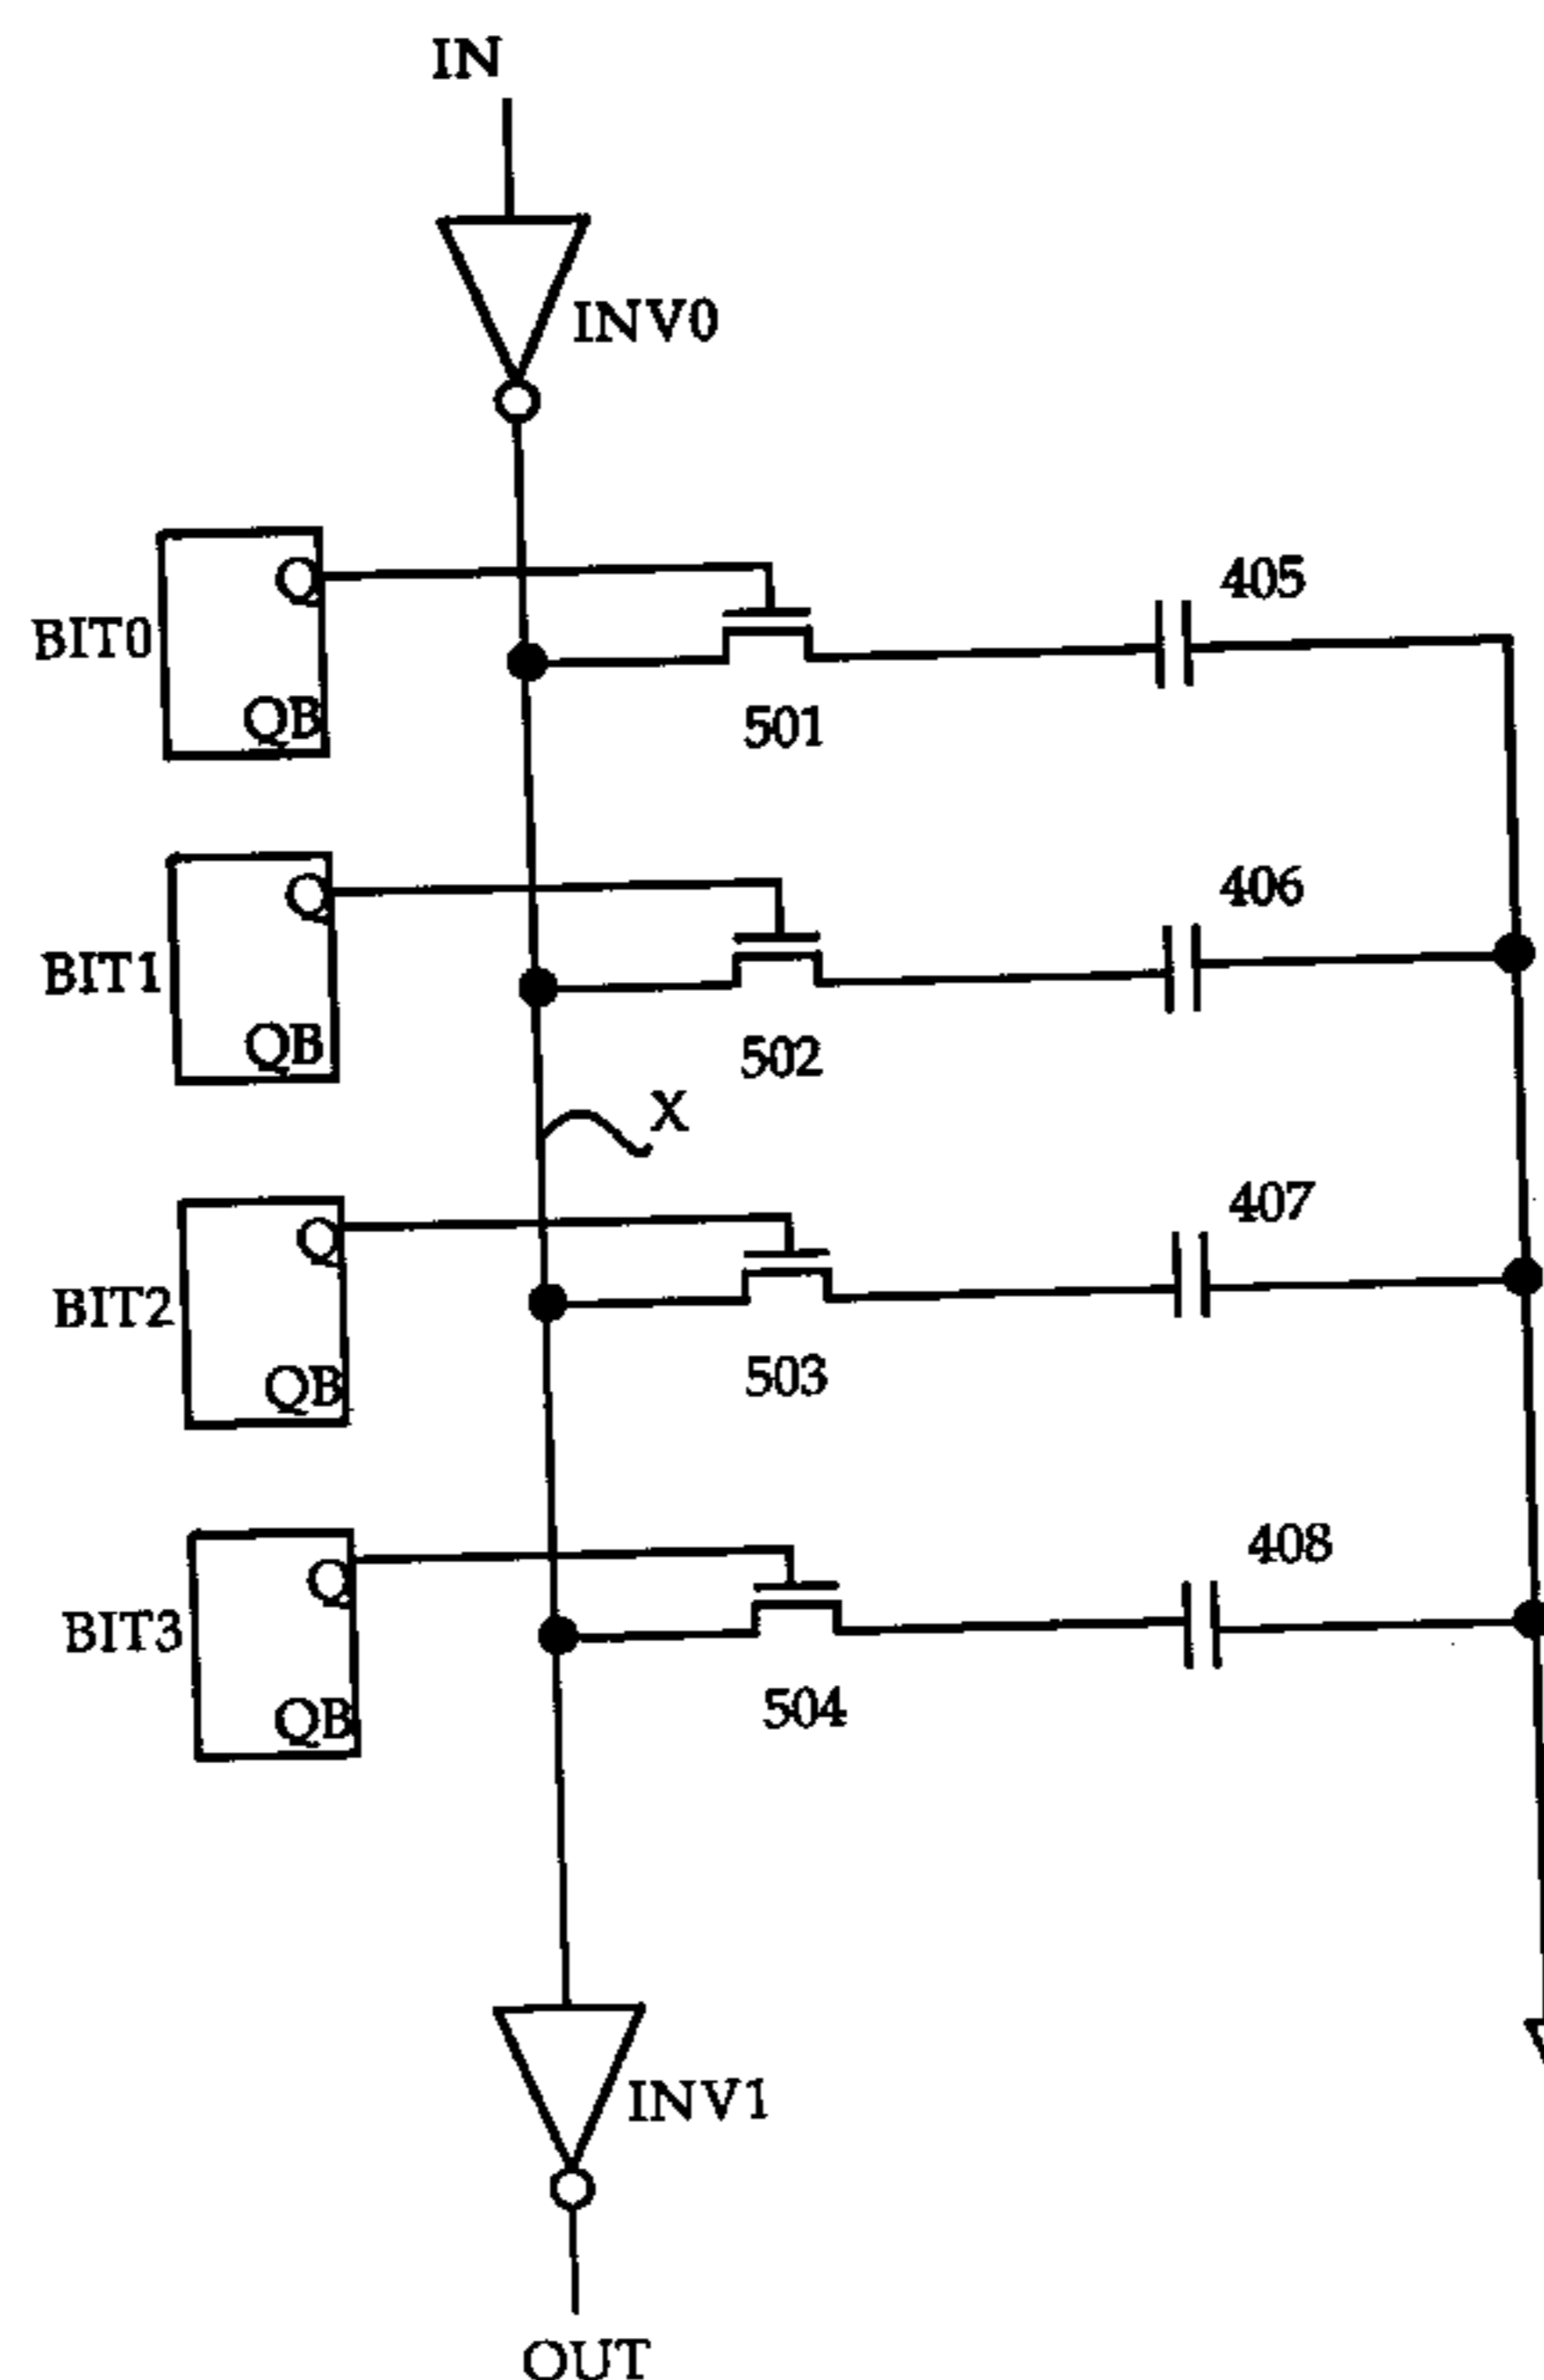 IN
INV0
Q
405
BIT0
QB
501
Q
406
BIT1
QB
502
X
Q
407
BIT2
QB
503
Q
408
BIT3
QB
504
INV1
OUT